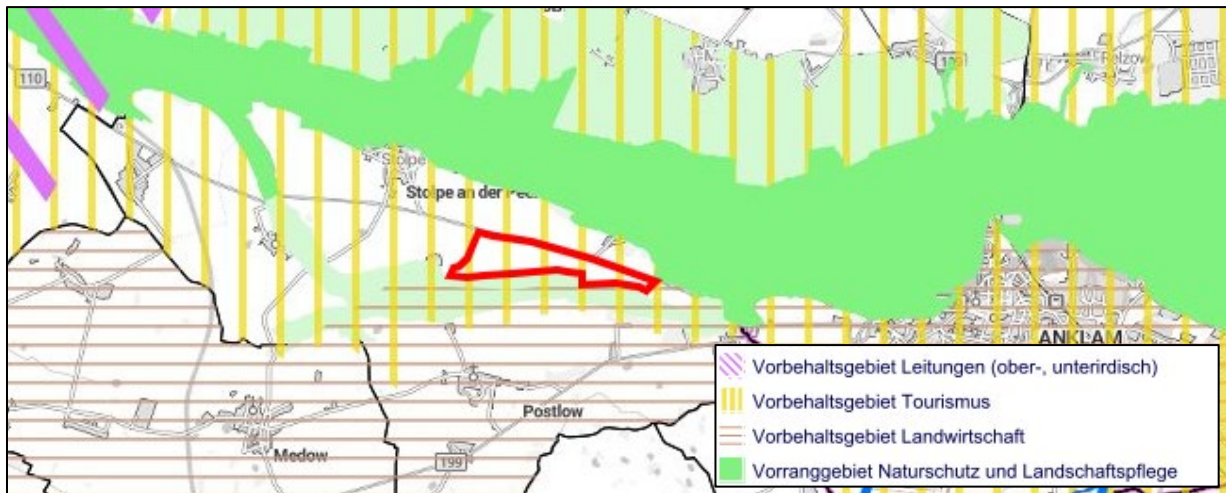 110
Relzow
Stolpe
Stolpe an der Pee
ANKLAM
Postlow
Medow
199
Vorbehaltsgebiet Leitungen (ober-, unterirdisch)
Vorbehaltsgebiet Tourismus
Vorbehaltsgebiet Landwirtschaft
Vorranggebiet Naturschutz und Landschaftspflege